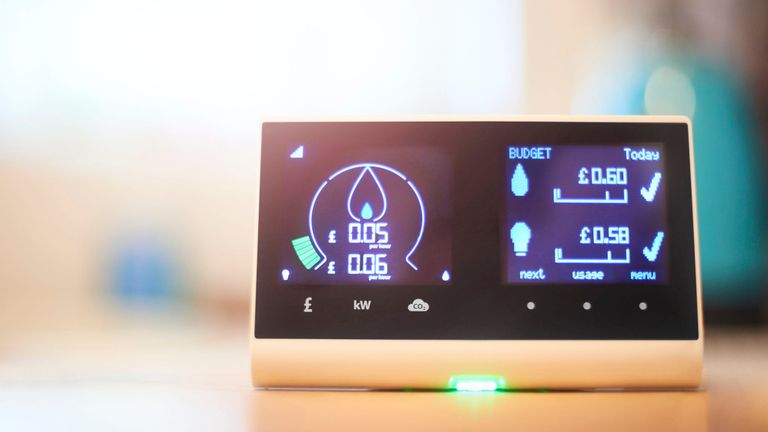 £ 0.05
per hour
£ 0.06
per hour
£ kW CO₂
BUDGET Today
£0.60
£0.58
next usage menu